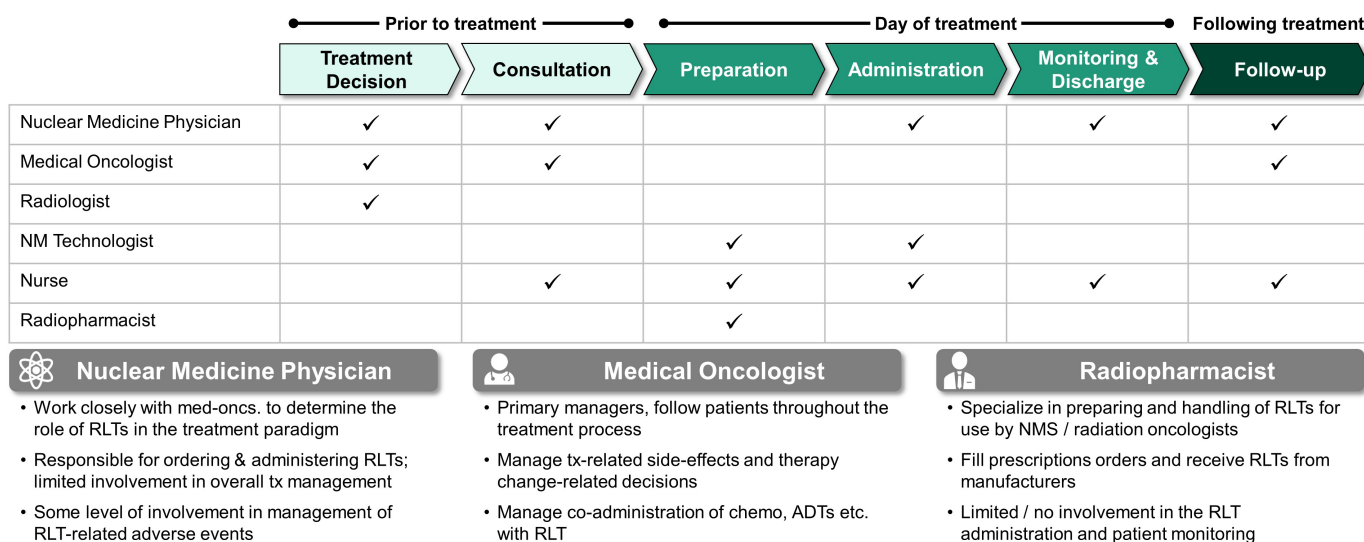 Prior to treatment
Day of treatment
Following treatment
Treatment
Decision
Consultation
Preparation
Administration
Monitoring &
Discharge
Follow-up
Nuclear Medicine Physician ✓ ✓ ✓ ✓ ✓
Medical Oncologist ✓ ✓ ✓
Radiologist ✓
NM Technologist ✓ ✓
Nurse ✓ ✓ ✓ ✓ ✓
Radiopharmacist ✓
Nuclear Medicine Physician
• Work closely with med-oncs. to determine the
role of RLTs in the treatment paradigm
• Responsible for ordering & administering RLTs;
limited involvement in overall tx management
• Some level of involvement in management of
RLT-related adverse events
Medical Oncologist
• Primary managers, follow patients throughout the
treatment process
• Manage tx-related side-effects and therapy
change-related decisions
• Manage co-administration of chemo, ADTs etc.
with RLT
Radiopharmacist
• Specialize in preparing and handling of RLTs for
use by NMS / radiation oncologists
• Fill prescriptions orders and receive RLTs from
manufacturers
• Limited / no involvement in the RLT
administration and patient monitoring